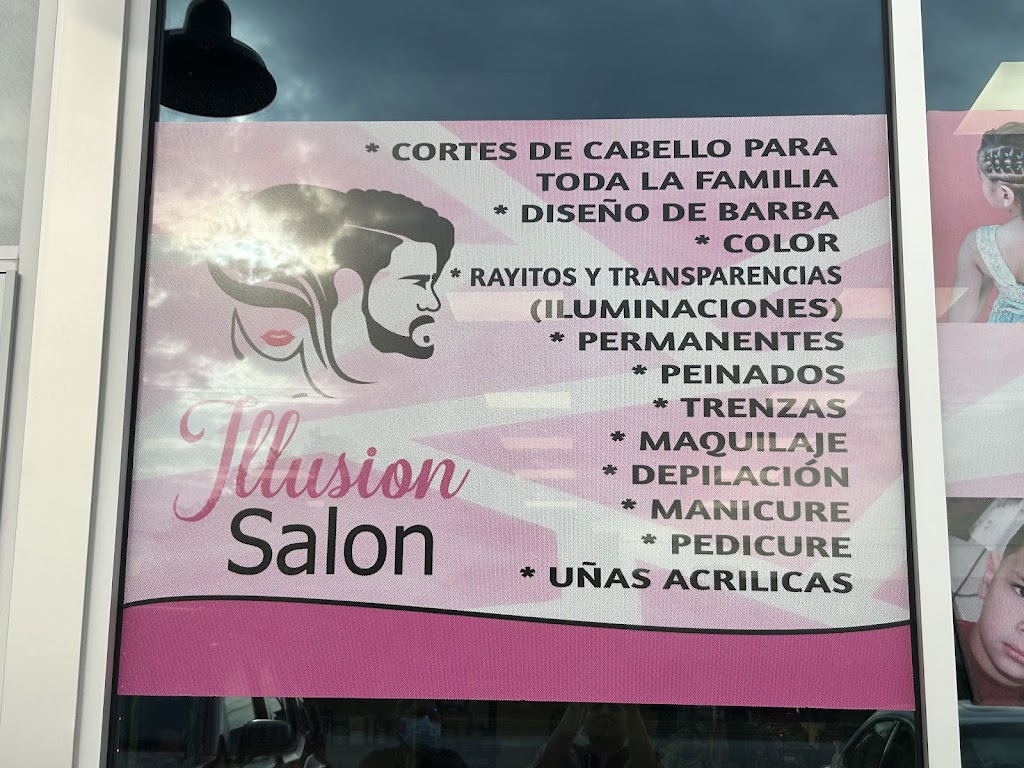 * CORTES DE CABELLO PARA
TODA LA FAMILIA
* DISEÑO DE BARBA
* COLOR
* RAYITOS Y TRANSPARENCIAS
(ILUMINACIONES)
* PERMANENTES
* PEINADOS
* TRENZAS
* MAQUILAJE
* DEPILACIÓN
* MANICURE
* PEDICURE
* UÑAS ACRILICAS
Illusion
Salon